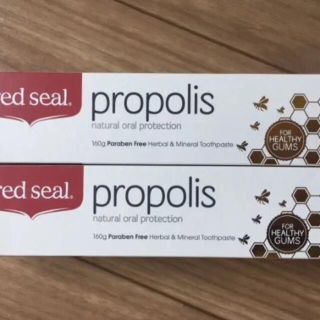 red seal®
propolis
natural oral protection
160g Paraben Free Herbal & Mineral Toothpaste
FOR
HEALTHY
GUMS
red seal®
propolis
natural oral protection
160g Paraben Free Herbal & Mineral Toothpaste
FOR
HEALTHY
GUMS